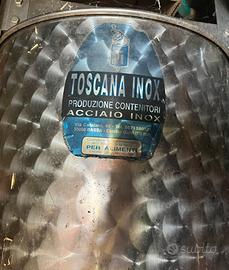 TOSCANA INOX
PRODUZIONE CONTENITORI
ACCIAIO INOX
PER ALIMENTI
subito